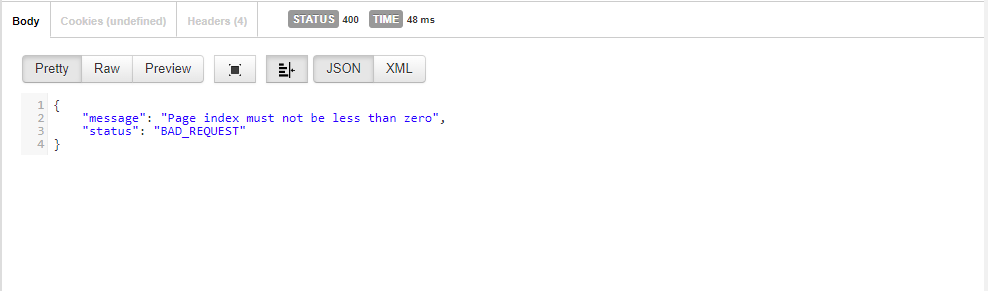 Body Cookies (undefined) Headers (4) STATUS 400 TIME 48 ms
Pretty Raw Preview JSON XML
1 {
2 "message": "Page index must not be less than zero",
3 "status": "BAD_REQUEST"
4 }